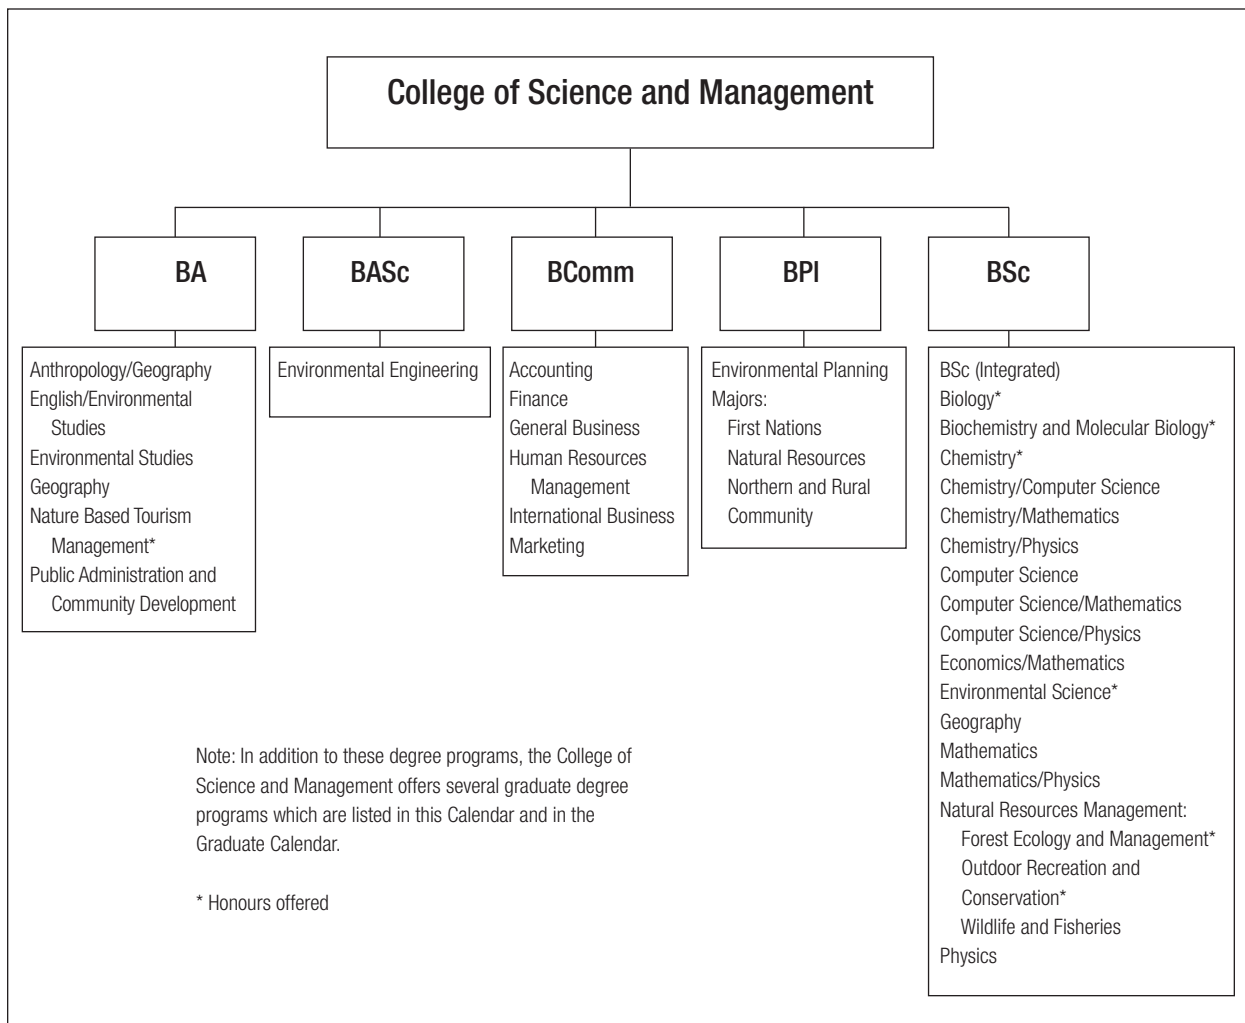 College of Science and Management
BA
BASc
BComm
BPl
BSc
Anthropology/Geography
English/Environmental
Studies
Environmental Studies
Geography
Nature Based Tourism
Management*
Public Administration and
Community Development
Environmental Engineering
Accounting
Finance
General Business
Human Resources
Management
International Business
Marketing
Environmental Planning
Majors:
First Nations
Natural Resources
Northern and Rural
Community
BSc (Integrated)
Biology*
Biochemistry and Molecular Biology*
Chemistry*
Chemistry/Computer Science
Chemistry/Mathematics
Chemistry/Physics
Computer Science
Computer Science/Mathematics
Computer Science/Physics
Economics/Mathematics
Environmental Science*
Geography
Mathematics
Mathematics/Physics
Natural Resources Management:
Forest Ecology and Management*
Outdoor Recreation and
Conservation*
Wildlife and Fisheries
Physics
Note: In addition to these degree programs, the College of
Science and Management offers several graduate degree
programs which are listed in this Calendar and in the
Graduate Calendar.
* Honours offered